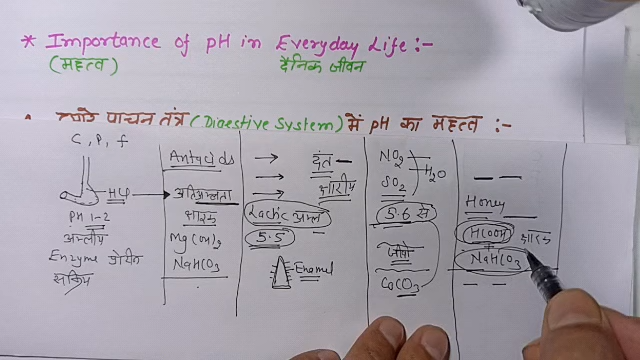 * Importance of pH in Everyday Life :-
(महत्व) दैनिक जीवन
पाचन तंत्र (Digestive System) में pH का महत्व :-
C, P, f
HCl
PH 1-2
अम्लीय
Enzyme
सक्रिय
Antacids
अतिअम्लता
क्षारक
Mg(OH)2
NaHCO3
दंत
क्षारीय
Lactic अम्ल
5.5
Enamel
NO2
SO2
H2O
5.6 से
CaCO3
Honey
HCOOH
क्षारक
NaHCO3